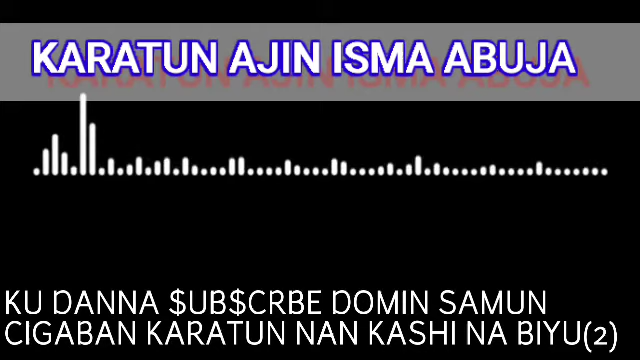 KARATUN AJIN ISMA ABUJA
KU DANNA $UB$CRBE DOMIN SAMUN
CIGABAN KARATUN NAN KASHI NA BIYU(2)